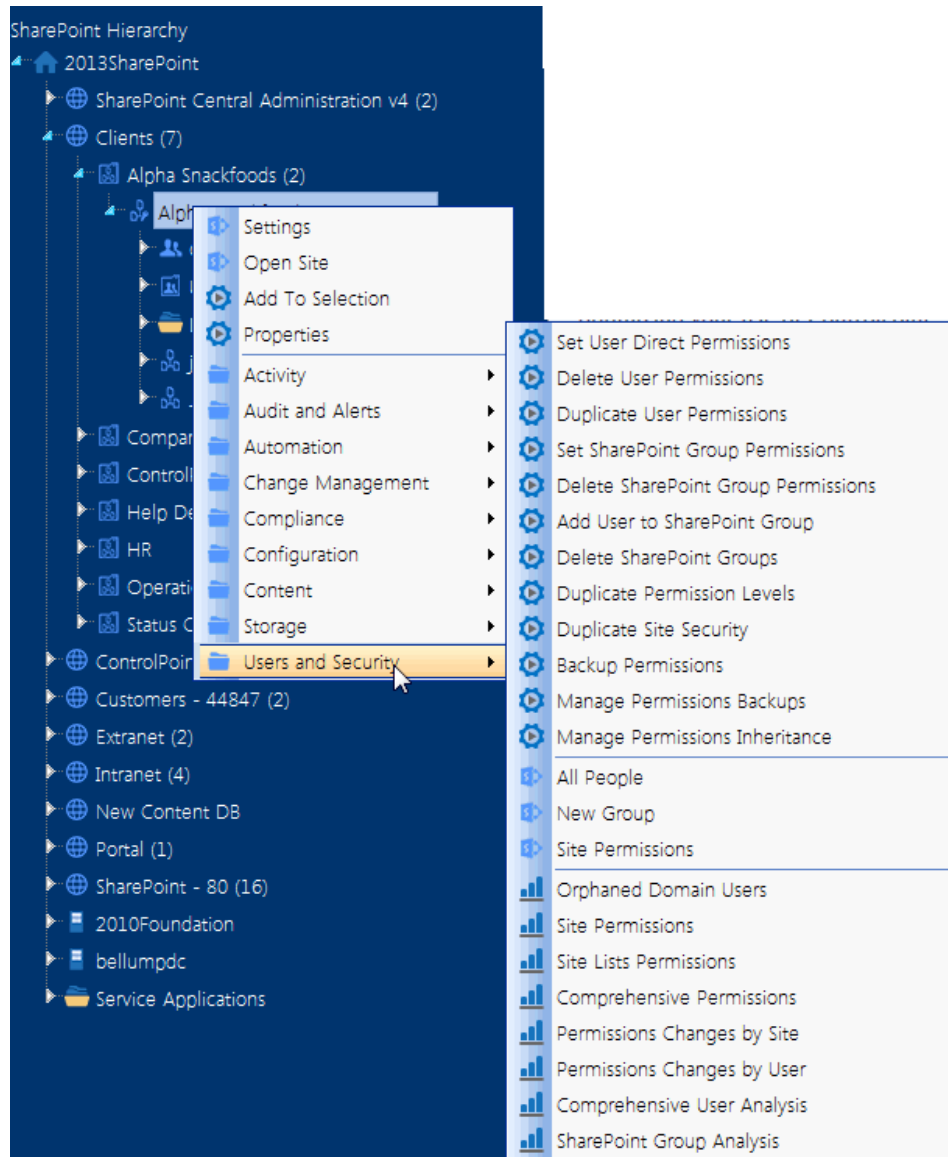 SharePoint Hierarchy
2013SharePoint
SharePoint Central Administration v4 (2)
Clients (7)
Alpha Snackfoods (2)
Settings
Open Site
Add To Selection
Properties
Activity
Audit and Alerts
Automation
Change Management
Compliance
Configuration
Content
Storage
Users and Security
Set User Direct Permissions
Delete User Permissions
Duplicate User Permissions
Set SharePoint Group Permissions
Delete SharePoint Group Permissions
Add User to SharePoint Group
Delete SharePoint Groups
Duplicate Permission Levels
Duplicate Site Security
Backup Permissions
Manage Permissions Backups
Manage Permissions Inheritance
All People
New Group
Site Permissions
Orphaned Domain Users
Site Permissions
Site Lists Permissions
Comprehensive Permissions
Permissions Changes by Site
Permissions Changes by User
Comprehensive User Analysis
SharePoint Group Analysis
Help
HR
Status
Customers - 44847 (2)
Extranet (2)
Intranet (4)
New Content DB
Portal (1)
SharePoint - 80 (16)
2010Foundation
bellumpdc
Service Applications